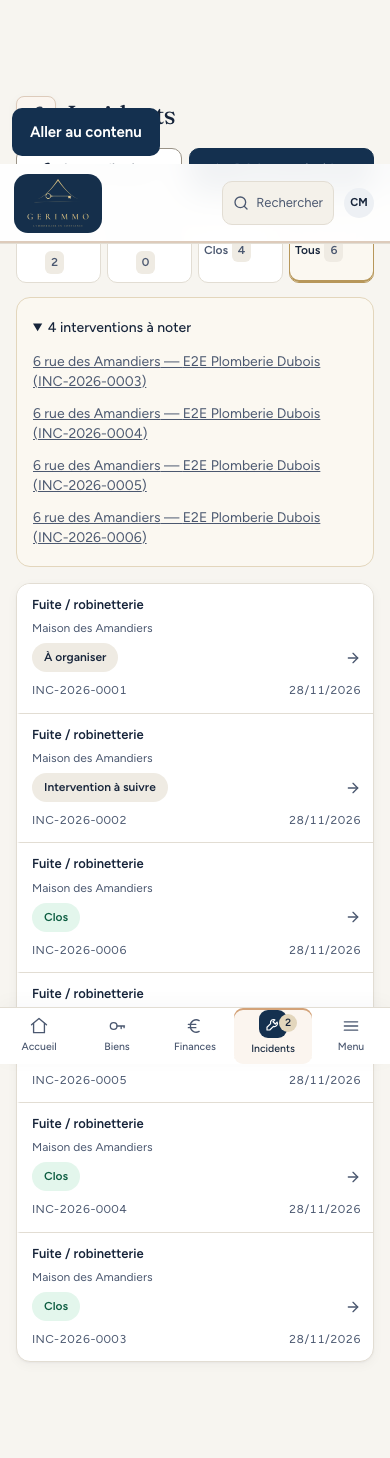 Incidents
Aller au contenu
GERIMMO
Rechercher
CM
2
0
Clos 4
Tous 6
4 interventions à noter
6 rue des Amandiers — E2E Plomberie Dubois
(INC-2026-0003)
6 rue des Amandiers — E2E Plomberie Dubois
(INC-2026-0004)
6 rue des Amandiers — E2E Plomberie Dubois
(INC-2026-0005)
6 rue des Amandiers — E2E Plomberie Dubois
(INC-2026-0006)
Fuite / robinetterie
Maison des Amandiers
À organiser
INC-2026-0001 28/11/2026
Fuite / robinetterie
Maison des Amandiers
Intervention à suivre
INC-2026-0002 28/11/2026
Fuite / robinetterie
Maison des Amandiers
Clos
INC-2026-0006 28/11/2026
Fuite / robinetterie
2
Accueil Biens Finances Incidents Menu
INC-2026-0005 28/11/2026
Fuite / robinetterie
Maison des Amandiers
Clos
INC-2026-0004 28/11/2026
Fuite / robinetterie
Maison des Amandiers
Clos
INC-2026-0003 28/11/2026